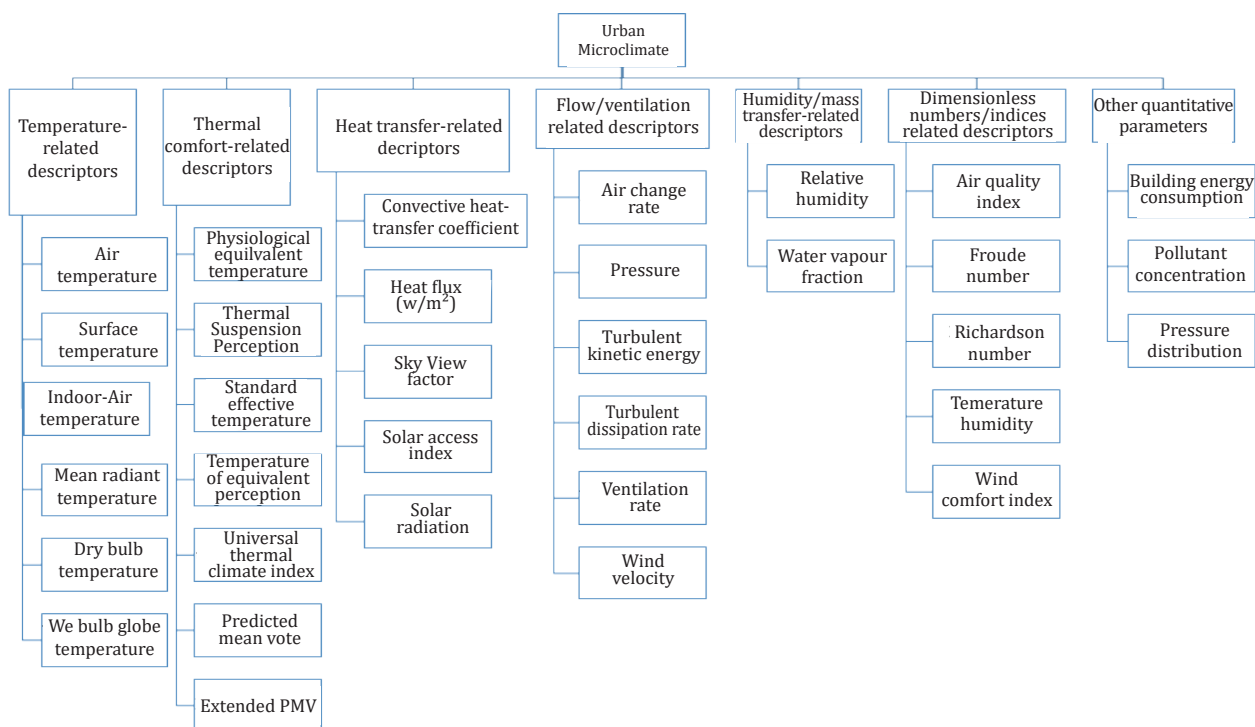 Urban
Microclimate
Temperature-
related
descriptors
Air
temperature
Surface
temperature
Indoor-Air
temperature
Mean radiant
temperature
Dry bulb
temperature
We bulb globe
temperature
Thermal
comfort-related
descriptors
Physiological
equilvalent
temperature
Thermal
Suspension
Perception
Standard
effective
temperature
Temperature
of equivalent
perception
Universal
thermal
climate index
Predicted
mean vote
Extended PMV
Heat transfer-related
decriptors
Convective heat-
transfer coefficient
Heat flux
(w/m²)
Sky View
factor
Solar access
index
Solar
radiation
Flow/ventilation
related descriptors
Air change
rate
Pressure
Turbulent
kinetic energy
Turbulent
dissipation rate
Ventilation
rate
Wind
velocity
Humidity/mass
transfer-related
descriptors
Relative
humidity
Water vapour
fraction
Dimensionless
numbers/indices
related descriptors
Air quality
index
Froude
number
Richardson
number
Temerature
humidity
Wind
comfort index
Other quantitative
parameters
Building energy
consumption
Pollutant
concentration
Pressure
distribution